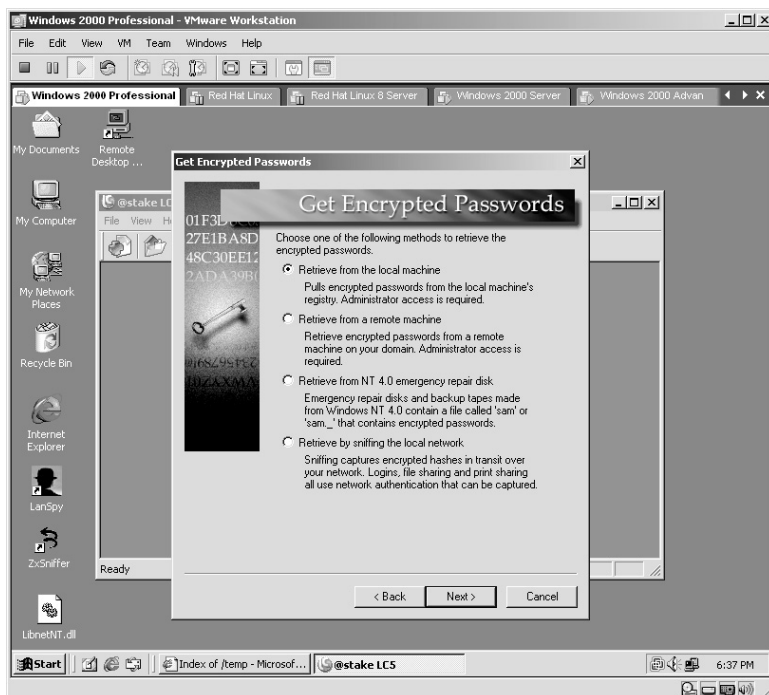 Windows 2000 Professional - VMware Workstation
File Edit View VM Team Windows Help
Windows 2000 Professional Red Hat Linux Red Hat Linux 8 Server Windows 2000 Server Windows 2000 Advan
My Documents
Remote Desktop ...
My Computer
My Network Places
Recycle Bin
Internet Explorer
LanSpy
ZxSniffer
LibnetNT.dll
@stake LC
File View H
Ready
Get Encrypted Passwords
Get Encrypted Passwords
01F3D
27E1BA8D
48C30EE12
2ADA39B
Choose one of the following methods to retrieve the
encrypted passwords.
Retrieve from the local machine
Pulls encrypted passwords from the local machine's
registry. Administrator access is required.
Retrieve from a remote machine
Retrieve encrypted passwords from a remote
machine on your domain. Administrator access is
required.
Retrieve from NT 4.0 emergency repair disk
Emergency repair disks and backup tapes made
from Windows NT 4.0 contain a file called 'sam' or
'sam._' that contains encrypted passwords.
Retrieve by sniffing the local network
Sniffing captures encrypted hashes in transit over
your network. Logins, file sharing and print sharing
all use network authentication that can be captured.
< Back Next > Cancel
Start Index of /temp - Microsof... @stake LC5 6:37 PM